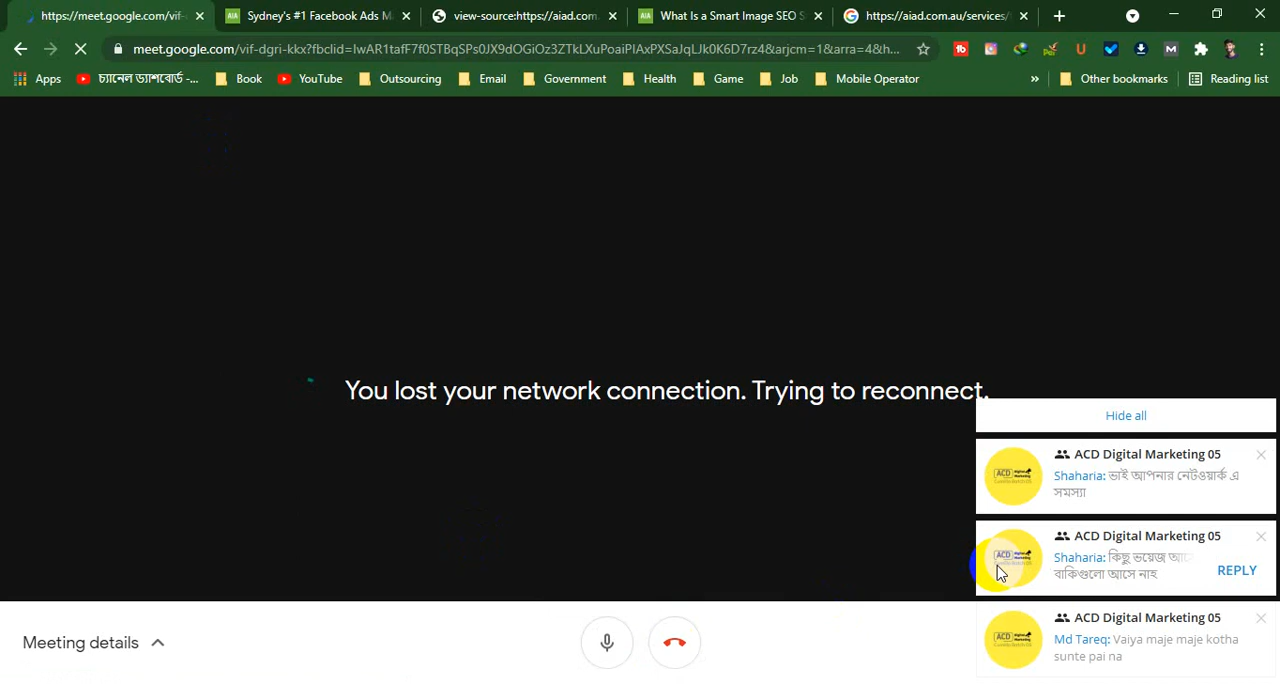 https://meet.google.com/vif-
Sydney's #1 Facebook Ads M
view-source:https://aiad.com.
What Is a Smart Image SEO S
https://aiad.com.au/services/
meet.google.com/vif-dgri-kkx?fbclid=IwAR1tafF7f0STBqSPs0JX9dOGiOz3ZTkLXuPoaiPIAxPXSaJqLJk0K6D7rz4&arjcm=1&arra=4&h...
Apps
চ্যানেল ড্যাশবোর্ড -...
Book
YouTube
Outsourcing
Email
Government
Health
Game
Job
Mobile Operator
»
Other bookmarks
Reading list
You lost your network connection. Trying to reconnect.
Hide all
ACD Digital Marketing 05
Shaharia: ভাই আপনার নেটওয়ার্ক এ
সমস্যা
ACD Digital Marketing 05
Shaharia: কিছু ভয়েজ আসে
বাকিগুলো আসে নাহ
REPLY
ACD Digital Marketing 05
Md Tareq: Vaiya maje maje kotha
sunte pai na
Meeting details